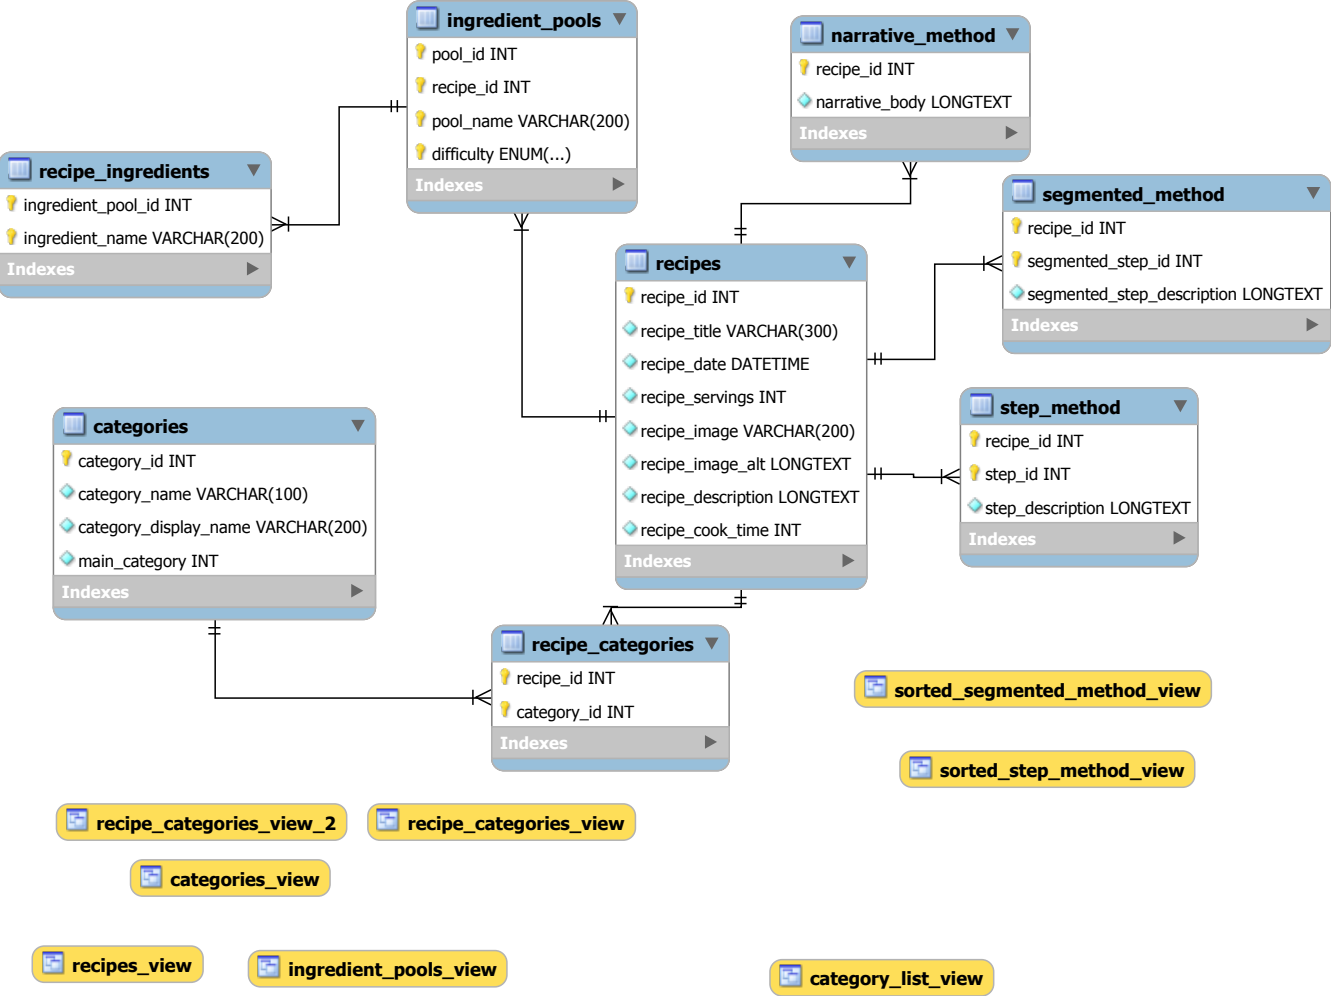 ingredient_pools
pool_id INT
recipe_id INT
pool_name VARCHAR(200)
difficulty ENUM(...)
Indexes
narrative_method
recipe_id INT
narrative_body LONGTEXT
Indexes
recipe_ingredients
ingredient_pool_id INT
ingredient_name VARCHAR(200)
Indexes
segmented_method
recipe_id INT
segmented_step_id INT
segmented_step_description LONGTEXT
Indexes
recipes
recipe_id INT
recipe_title VARCHAR(300)
recipe_date DATETIME
recipe_servings INT
recipe_image VARCHAR(200)
recipe_image_alt LONGTEXT
recipe_description LONGTEXT
recipe_cook_time INT
Indexes
step_method
recipe_id INT
step_id INT
step_description LONGTEXT
Indexes
categories
category_id INT
category_name VARCHAR(100)
category_display_name VARCHAR(200)
main_category INT
Indexes
recipe_categories
recipe_id INT
category_id INT
Indexes
sorted_segmented_method_view
sorted_step_method_view
recipe_categories_view_2
recipe_categories_view
categories_view
recipes_view
ingredient_pools_view
category_list_view